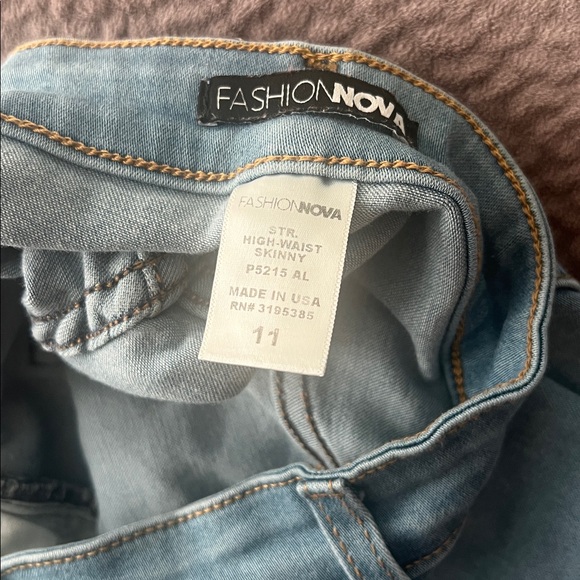 FASHIONNOVA
FASHIONNOVA
STR.
HIGH-WAIST
SKINNY
P5215 AL
MADE IN USA
RN# 3195385
11